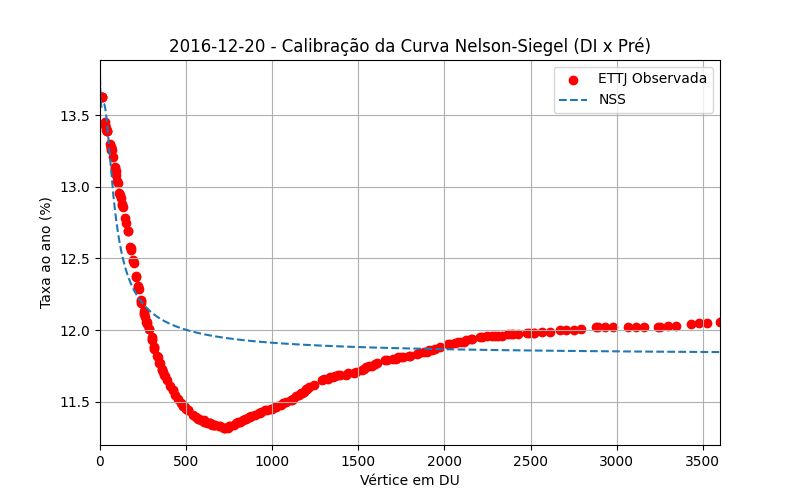 2016-12-20 - Calibração da Curva Nelson-Siegel (DI x Pré)
ETTJ Observada
NSS
Taxa ao ano (%)
13.5
13.0
12.5
12.0
11.5
0 500 1000 1500 2000 2500 3000 3500
Vértice em DU